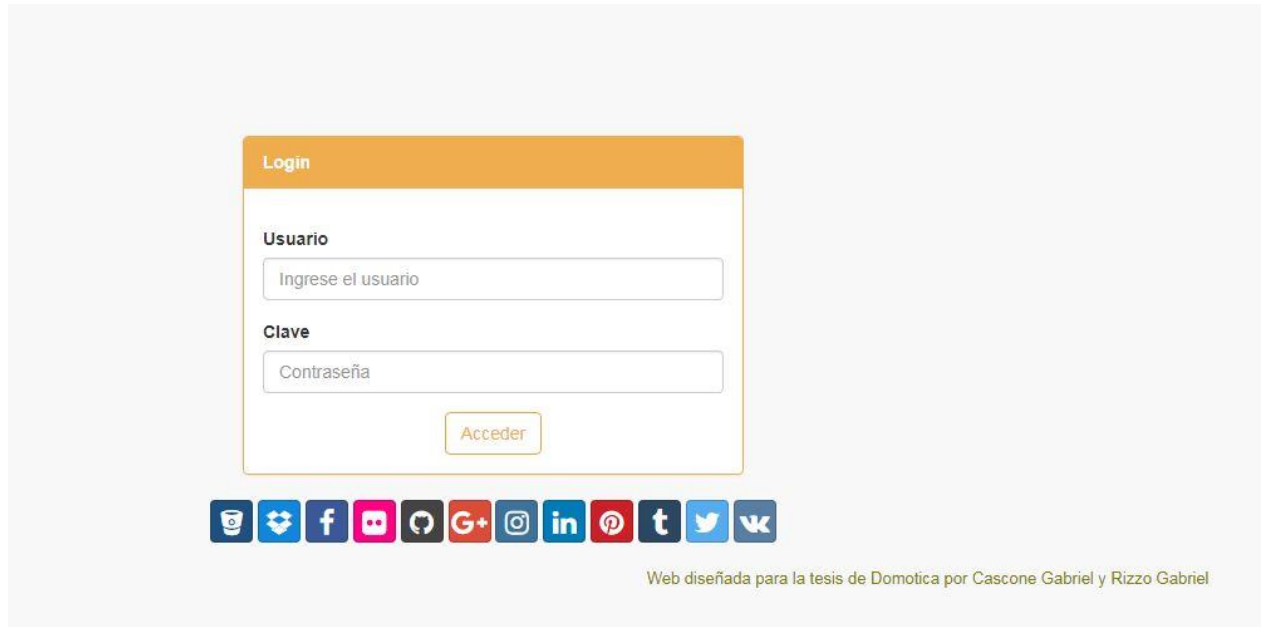 Login
Usuario
Ingrese el usuario
Clave
Contraseña
Acceder
f G+ in t
Web diseñada para la tesis de Domotica por Cascone Gabriel y Rizzo Gabriel